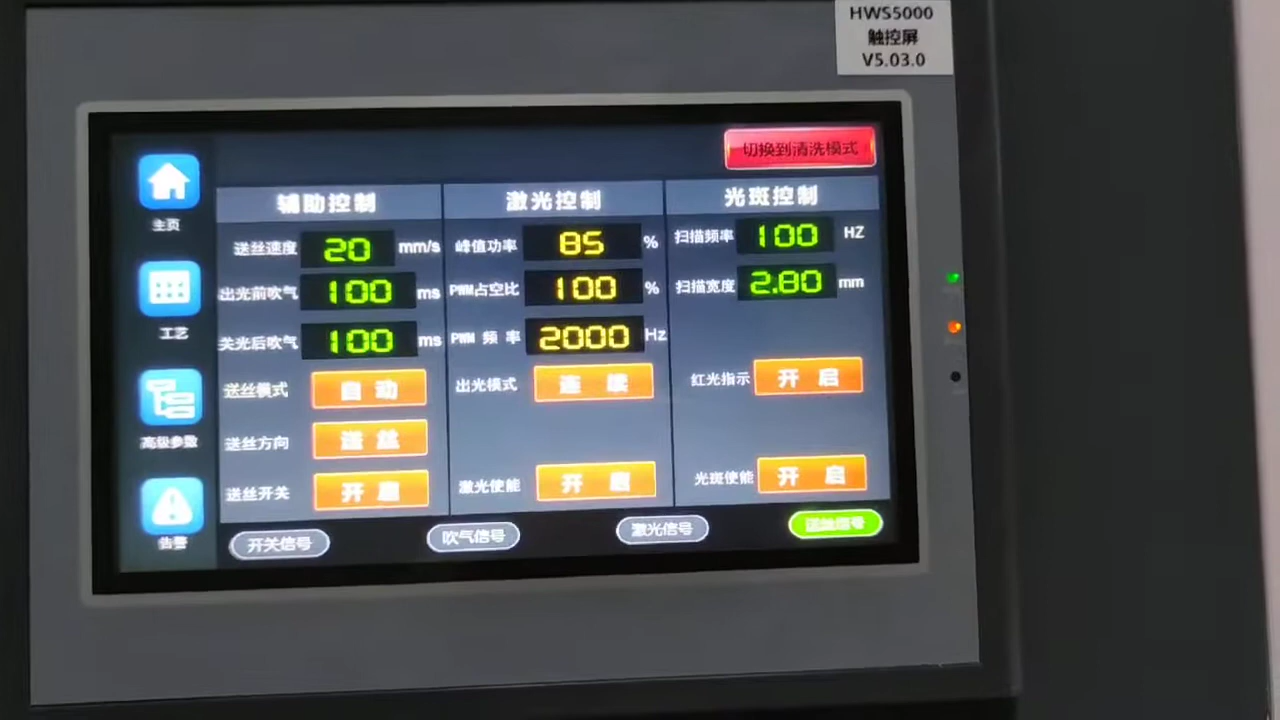 HWS5000
触控屏
V5.03.0
切换到清洗模式
主页
工艺
高级参数
告警
辅助控制
送丝速度 20 mm/s
出光前吹气 100 ms
关光后吹气 100 ms
送丝模式 自动
送丝方向 送丝
送丝开关 开启
激光控制
峰值功率 85 %
PWM占空比 100 %
PWM 频 率 2000 Hz
出光模式 连 续
激光使能 开 启
光斑控制
扫描频率 100 HZ
扫描宽度 2.80 mm
红光指示 开 启
光斑使能 开 启
开关信号
吹气信号
激光信号
送丝信号